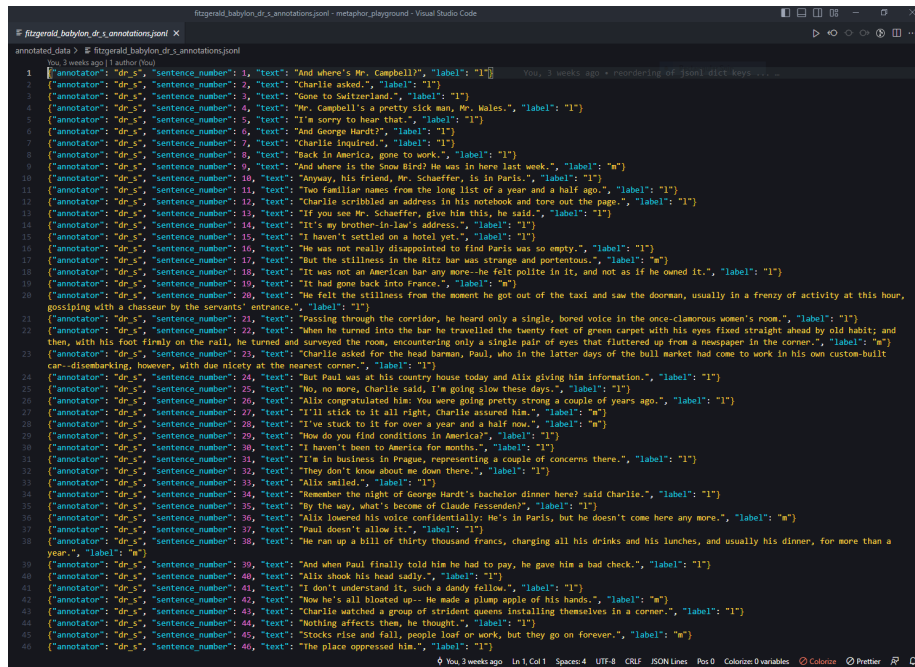 fitzgerald_babylon_dr_s_annotations.jsonl - metaphor_playground - Visual Studio Code
fitzgerald_babylon_dr_s_annotations.jsonl
annotated_data > fitzgerald_babylon_dr_s_annotations.jsonl
You, 3 weeks ago | 1 author (You)
1 {"annotator": "dr_s", "sentence_number": 1, "text": "And where's Mr. Campbell?", "label": "l"} You, 3 weeks ago • reordering of jsonl dict keys ... …
2 {"annotator": "dr_s", "sentence_number": 2, "text": "Charlie asked.", "label": "l"}
3 {"annotator": "dr_s", "sentence_number": 3, "text": "Gone to Switzerland.", "label": "l"}
4 {"annotator": "dr_s", "sentence_number": 4, "text": "Mr. Campbell's a pretty sick man, Mr. Wales.", "label": "l"}
5 {"annotator": "dr_s", "sentence_number": 5, "text": "I'm sorry to hear that.", "label": "l"}
6 {"annotator": "dr_s", "sentence_number": 6, "text": "And George Hardt?", "label": "l"}
7 {"annotator": "dr_s", "sentence_number": 7, "text": "Charlie inquired.", "label": "l"}
8 {"annotator": "dr_s", "sentence_number": 8, "text": "Back in America, gone to work.", "label": "l"}
9 {"annotator": "dr_s", "sentence_number": 9, "text": "And where is the Snow Bird? He was in here last week.", "label": "m"}
10 {"annotator": "dr_s", "sentence_number": 10, "text": "Anyway, his friend, Mr. Schaeffer, is in Paris.", "label": "l"}
11 {"annotator": "dr_s", "sentence_number": 11, "text": "Two familiar names from the long list of a year and a half ago.", "label": "l"}
12 {"annotator": "dr_s", "sentence_number": 12, "text": "Charlie scribbled an address in his notebook and tore out the page.", "label": "l"}
13 {"annotator": "dr_s", "sentence_number": 13, "text": "If you see Mr. Schaeffer, give him this, he said.", "label": "l"}
14 {"annotator": "dr_s", "sentence_number": 14, "text": "It's my brother-in-law's address.", "label": "l"}
15 {"annotator": "dr_s", "sentence_number": 15, "text": "I haven't settled on a hotel yet.", "label": "l"}
16 {"annotator": "dr_s", "sentence_number": 16, "text": "He was not really disappointed to find Paris was so empty.", "label": "l"}
17 {"annotator": "dr_s", "sentence_number": 17, "text": "But the stillness in the Ritz bar was strange and portentous.", "label": "m"}
18 {"annotator": "dr_s", "sentence_number": 18, "text": "It was not an American bar any more--he felt polite in it, and not as if he owned it.", "label": "l"}
19 {"annotator": "dr_s", "sentence_number": 19, "text": "It had gone back into France.", "label": "m"}
20 {"annotator": "dr_s", "sentence_number": 20, "text": "He felt the stillness from the moment he got out of the taxi and saw the doorman, usually in a frenzy of activity at this hour,
gossiping with a chasseur by the servants' entrance.", "label": "l"}
21 {"annotator": "dr_s", "sentence_number": 21, "text": "Passing through the corridor, he heard only a single, bored voice in the once-clamorous women's room.", "label": "l"}
22 {"annotator": "dr_s", "sentence_number": 22, "text": "When he turned into the bar he travelled the twenty feet of green carpet with his eyes fixed straight ahead by old habit; and
then, with his foot firmly on the rail, he turned and surveyed the room, encountering only a single pair of eyes that fluttered up from a newspaper in the corner.", "label": "m"}
23 {"annotator": "dr_s", "sentence_number": 23, "text": "Charlie asked for the head barman, Paul, who in the latter days of the bull market had come to work in his own custom-built
car--disembarking, however, with due nicety at the nearest corner.", "label": "l"}
24 {"annotator": "dr_s", "sentence_number": 24, "text": "But Paul was at his country house today and Alix giving him information.", "label": "l"}
25 {"annotator": "dr_s", "sentence_number": 25, "text": "No, no more, Charlie said, I'm going slow these days.", "label": "l"}
26 {"annotator": "dr_s", "sentence_number": 26, "text": "Alix congratulated him: You were going pretty strong a couple of years ago.", "label": "l"}
27 {"annotator": "dr_s", "sentence_number": 27, "text": "I'll stick to it all right, Charlie assured him.", "label": "m"}
28 {"annotator": "dr_s", "sentence_number": 28, "text": "I've stuck to it for over a year and a half now.", "label": "m"}
29 {"annotator": "dr_s", "sentence_number": 29, "text": "How do you find conditions in America?", "label": "l"}
30 {"annotator": "dr_s", "sentence_number": 30, "text": "I haven't been to America for months.", "label": "l"}
31 {"annotator": "dr_s", "sentence_number": 31, "text": "I'm in business in Prague, representing a couple of concerns there.", "label": "l"}
32 {"annotator": "dr_s", "sentence_number": 32, "text": "They don't know about me down there.", "label": "l"}
33 {"annotator": "dr_s", "sentence_number": 33, "text": "Alix smiled.", "label": "l"}
34 {"annotator": "dr_s", "sentence_number": 34, "text": "Remember the night of George Hardt's bachelor dinner here? said Charlie.", "label": "l"}
35 {"annotator": "dr_s", "sentence_number": 35, "text": "By the way, what's become of Claude Fessenden?", "label": "l"}
36 {"annotator": "dr_s", "sentence_number": 36, "text": "Alix lowered his voice confidentially: He's in Paris, but he doesn't come here any more.", "label": "m"}
37 {"annotator": "dr_s", "sentence_number": 37, "text": "Paul doesn't allow it.", "label": "l"}
38 {"annotator": "dr_s", "sentence_number": 38, "text": "He ran up a bill of thirty thousand francs, charging all his drinks and his lunches, and usually his dinner, for more than a
year.", "label": "m"}
39 {"annotator": "dr_s", "sentence_number": 39, "text": "And when Paul finally told him he had to pay, he gave him a bad check.", "label": "l"}
40 {"annotator": "dr_s", "sentence_number": 40, "text": "Alix shook his head sadly.", "label": "l"}
41 {"annotator": "dr_s", "sentence_number": 41, "text": "I don't understand it, such a dandy fellow.", "label": "l"}
42 {"annotator": "dr_s", "sentence_number": 42, "text": "Now he's all bloated up-- He made a plump apple of his hands.", "label": "m"}
43 {"annotator": "dr_s", "sentence_number": 43, "text": "Charlie watched a group of strident queens installing themselves in a corner.", "label": "l"}
44 {"annotator": "dr_s", "sentence_number": 44, "text": "Nothing affects them, he thought.", "label": "l"}
45 {"annotator": "dr_s", "sentence_number": 45, "text": "Stocks rise and fall, people loaf or work, but they go on forever.", "label": "m"}
46 {"annotator": "dr_s", "sentence_number": 46, "text": "The place oppressed him.", "label": "l"}
You, 3 weeks ago Ln 1, Col 1 Spaces: 4 UTF-8 CRLF JSON Lines Pos 0 Colorize: 0 variables Colorize Prettier